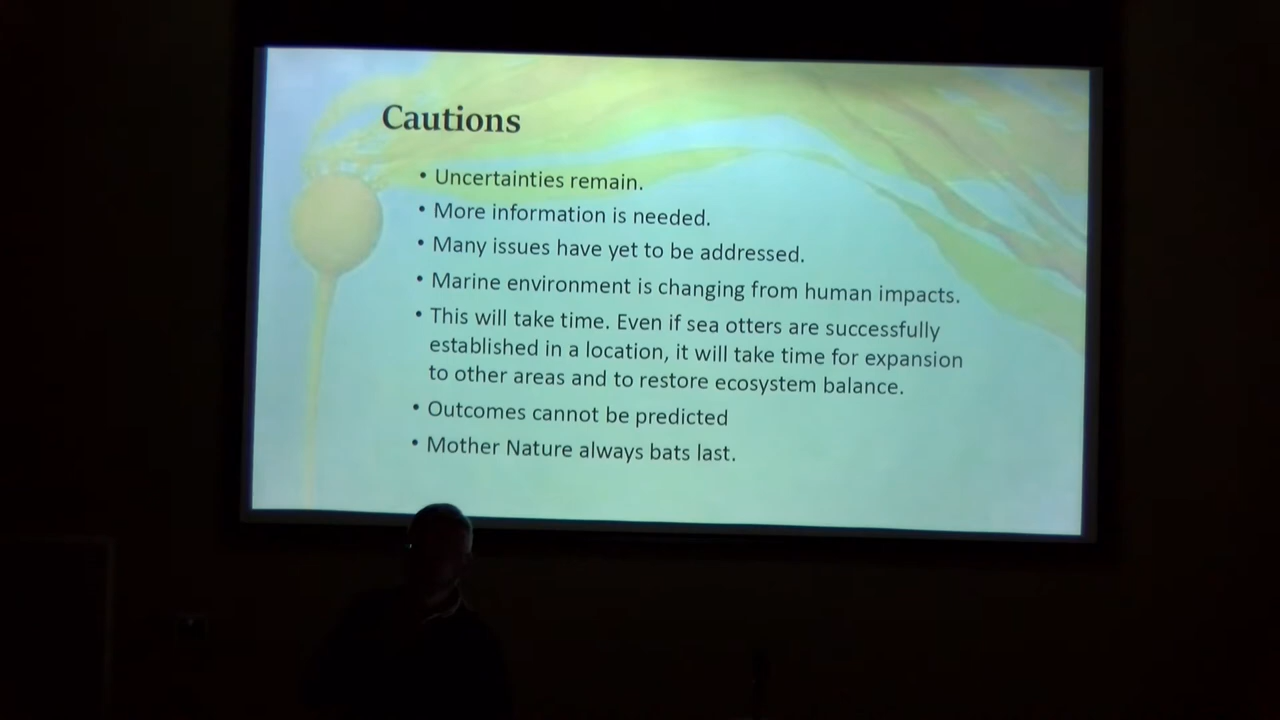 Cautions
• Uncertainties remain.
• More information is needed.
• Many issues have yet to be addressed.
• Marine environment is changing from human impacts.
• This will take time. Even if sea otters are successfully
established in a location, it will take time for expansion
to other areas and to restore ecosystem balance.
• Outcomes cannot be predicted
• Mother Nature always bats last.